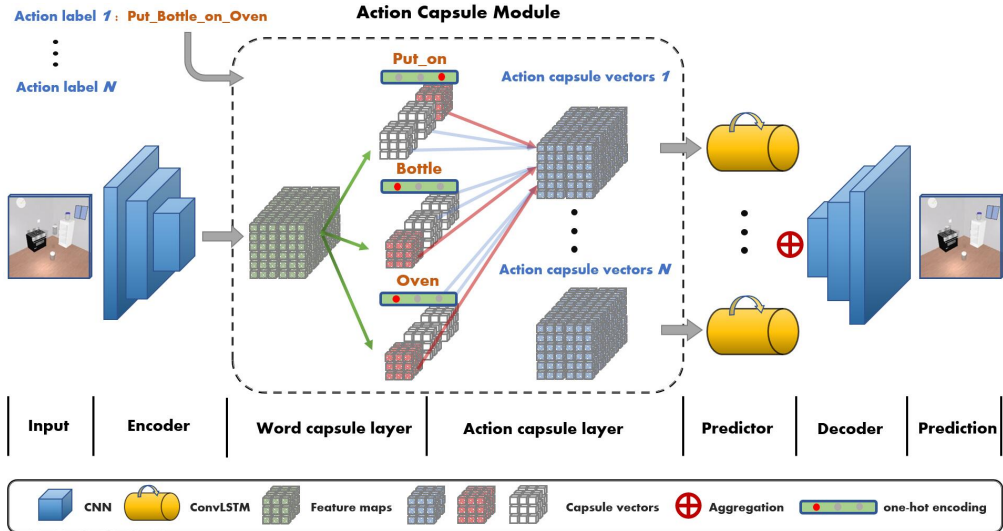 Action Capsule Module
Action label 1 : Put_Bottle_on_Oven
Action label N
Put_on
Action capsule vectors 1
Bottle
Oven
Action capsule vectors N
Input
Encoder
Word capsule layer
Action capsule layer
Predictor
Decoder
Prediction
CNN
ConvLSTM
Feature maps
Capsule vectors
Aggregation
one-hot encoding